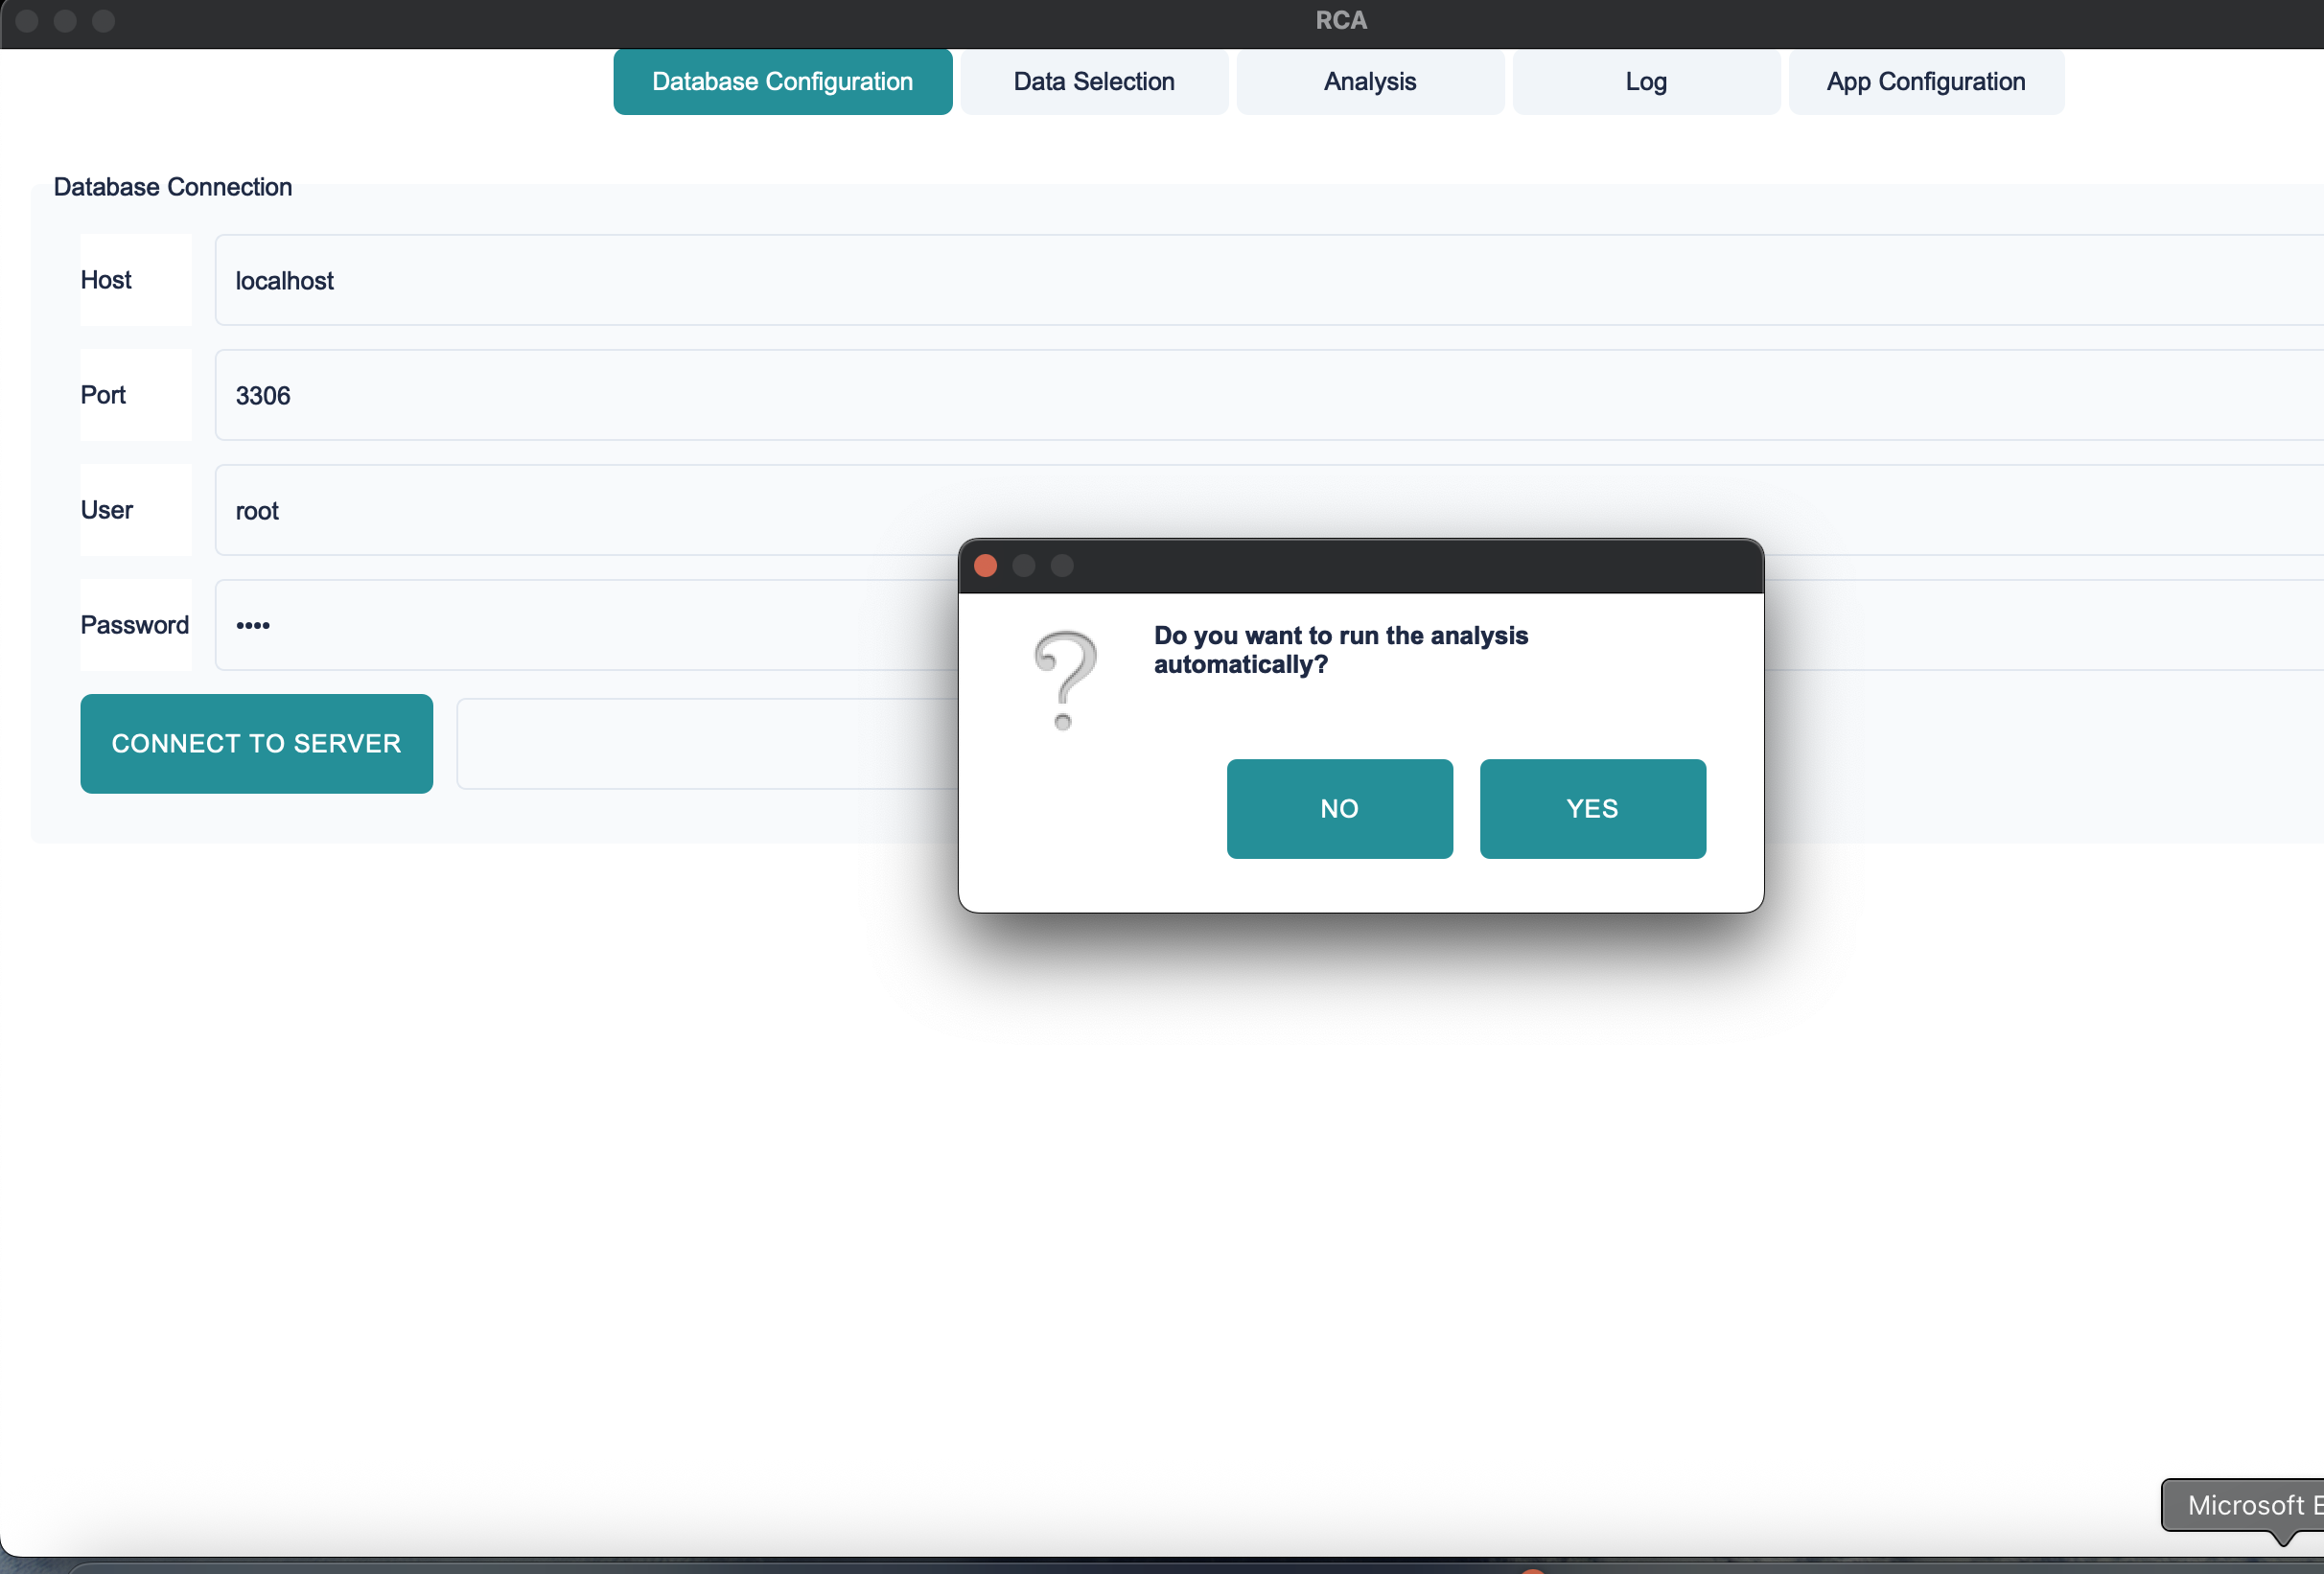 RCA
Database Configuration
Data Selection
Analysis
Log
App Configuration
Database Connection
Host
localhost
Port
3306
User
root
Password
••••
CONNECT TO SERVER
Do you want to run the analysis
automatically?
NO
YES
Microsoft